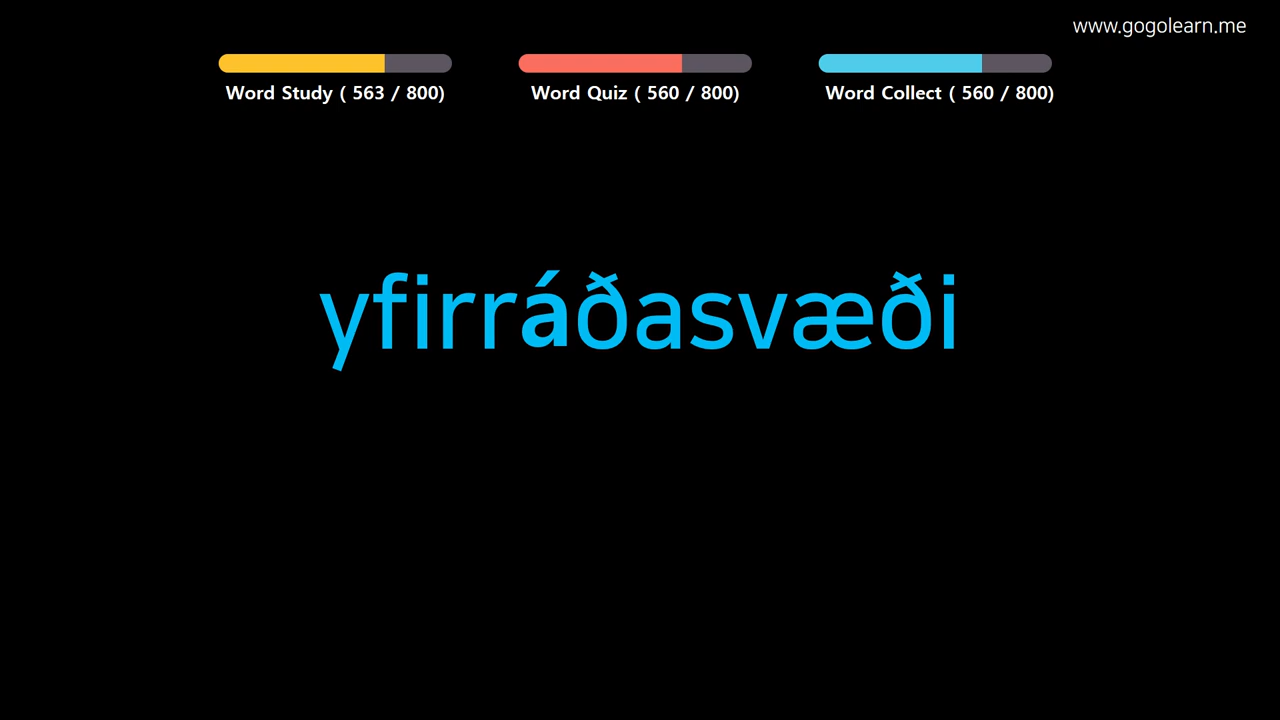 www.gogolearn.me
Word Study ( 563 / 800)
Word Quiz ( 560 / 800)
Word Collect ( 560 / 800)
yfirráðasvæði